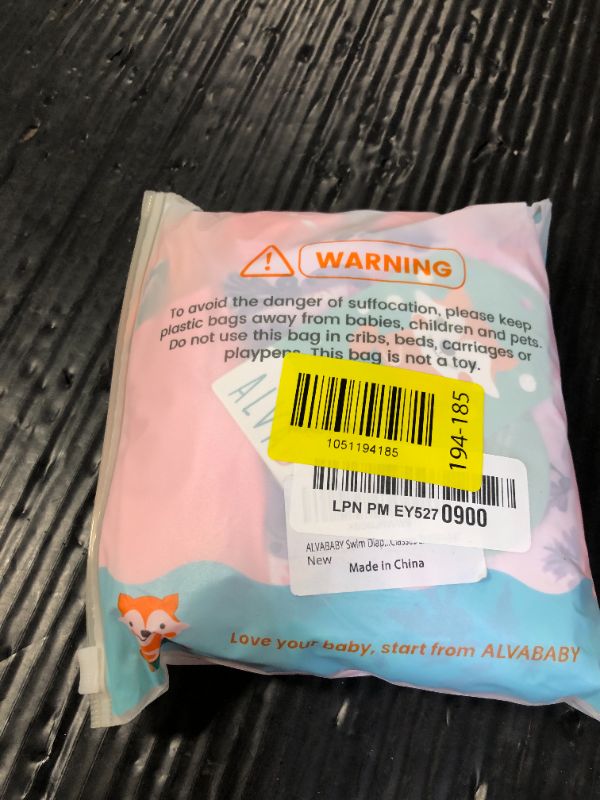 WARNING
To avoid the danger of suffocation, please keep
plastic bags away from babies, children and pets.
Do not use this bag in cribs, beds, carriages or
playpens. This bag is not a toy.
ALV
1051194185
194-185
LPN PM EY527 0900
ALVABABY Swim Diap...
New
Made in China
Love your baby, start from ALVABABY